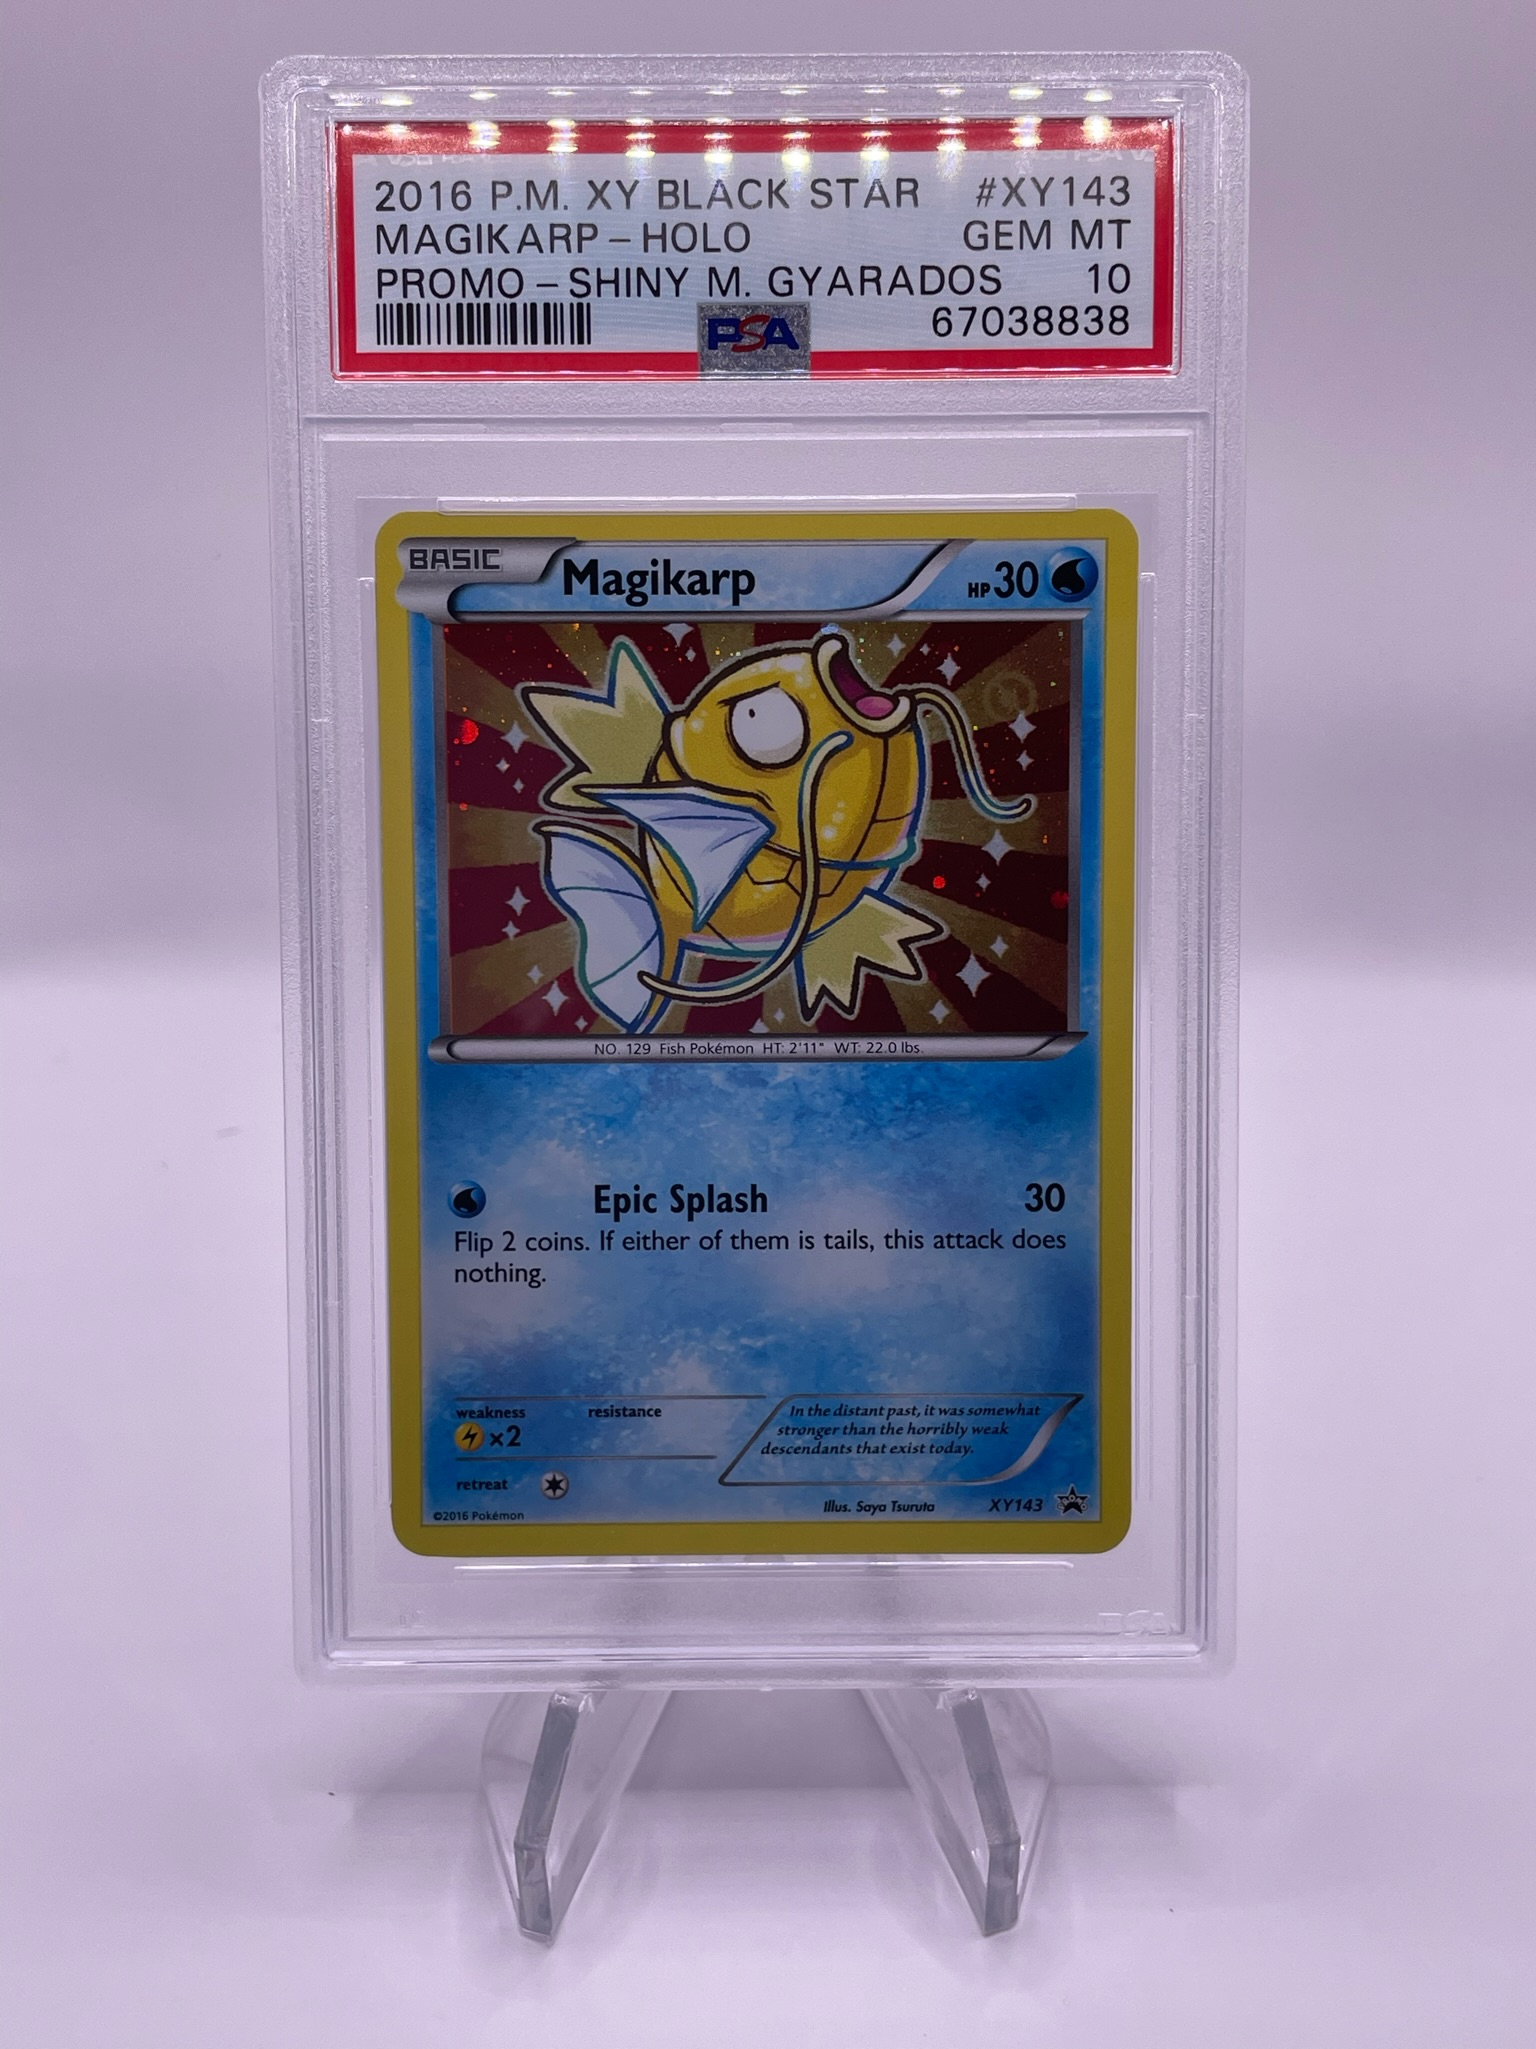 2016 P.M. XY BLACK STAR #XY143
MAGIKARP - HOLO GEM MT
PROMO - SHINY M. GYARADOS 10
67038838
PSA
BASIC Magikarp HP30
NO. 129 Fish Pokémon HT: 2'11" WT: 22.0 lbs.
Epic Splash 30
Flip 2 coins. If either of them is tails, this attack does
nothing.
weakness resistance
×2
retreat
In the distant past, it was somewhat
stronger than the horribly weak
descendants that exist today.
Illus. Saya Tsuruta XY143
©2016 Pokémon
PSA